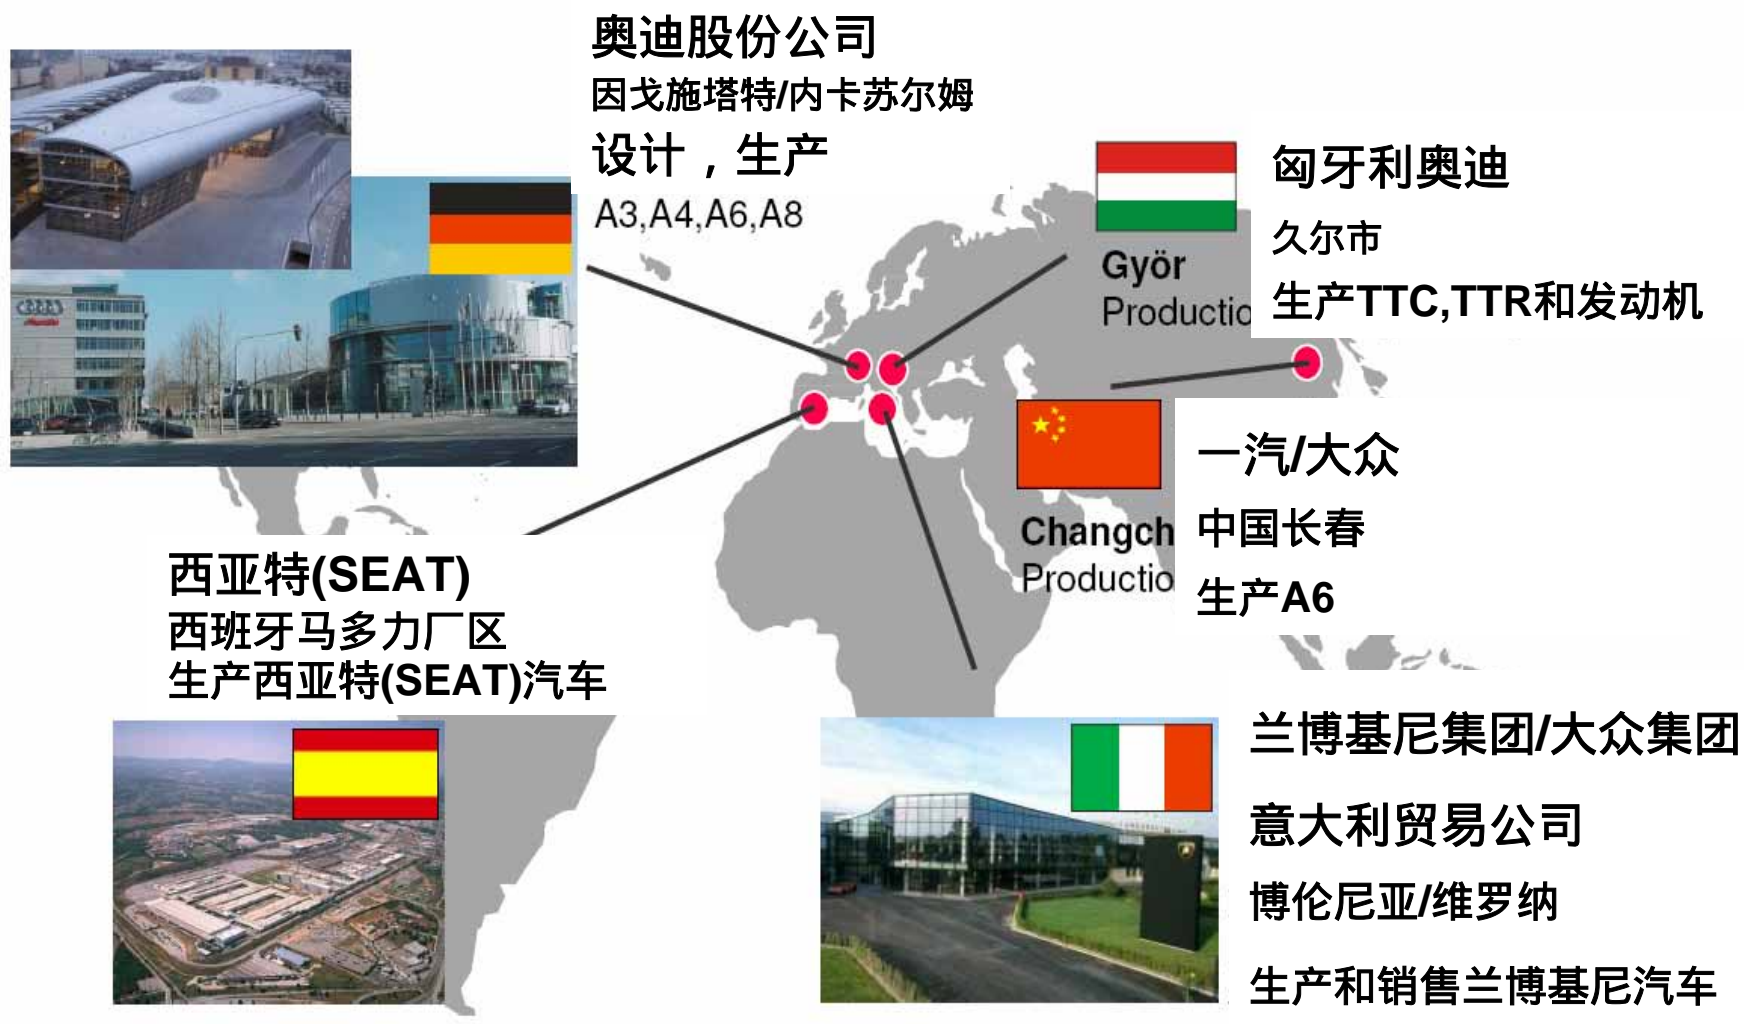 奥迪股份公司
因戈施塔特/内卡苏尔姆
设计，生产
A3,A4,A6,A8
匈牙利奥迪
久尔市
生产TTC,TTR和发动机
Györ
Productio
一汽/大众
中国长春
生产A6
Changch
Productio
西亚特(SEAT)
西班牙马多力厂区
生产西亚特(SEAT)汽车
兰博基尼集团/大众集团
意大利贸易公司
博伦尼亚/维罗纳
生产和销售兰博基尼汽车